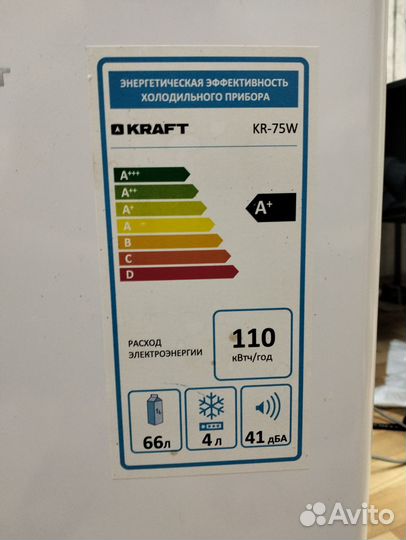 ЭНЕРГЕТИЧЕСКАЯ ЭФФЕКТИВНОСТЬ
ХОЛОДИЛЬНОГО ПРИБОРА
KRAFT KR-75W
A+++
A++
A+
A
B
C
D
A+
РАСХОД
ЭЛЕКТРОЭНЕРГИИ
110
кВтч/год
66л
4 л
41 дБА
Avito